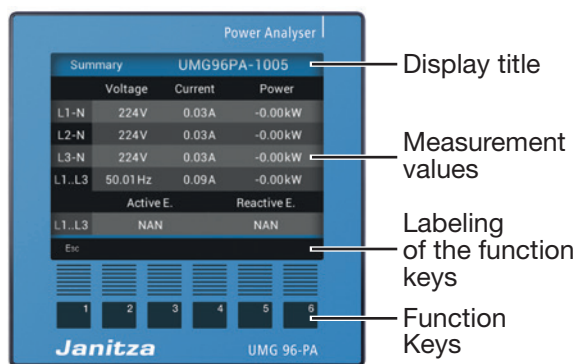 Power Analyser
Summary UMG96PA-1005
Display title
Voltage Current Power
L1-N 224V 0.03A -0.00kW
L2-N 224V 0.03A -0.00kW
L3-N 224V 0.03A -0.00kW
Measurement
values
L1..L3 50.01Hz 0.09A -0.00kW
Active E. Reactive E.
L1..L3 NAN NAN
Labeling
of the function
keys
Esc
1 2 3 4 5 6
Function
Keys
Janitza UMG 96-PA